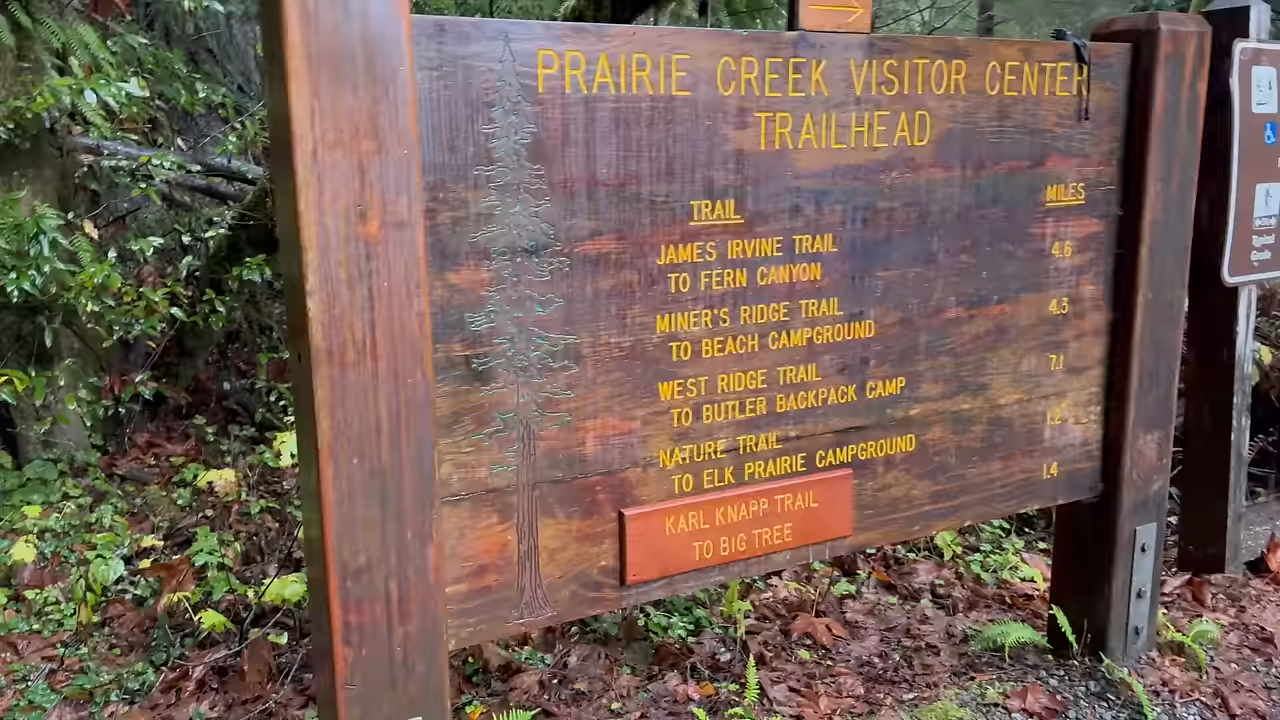 PRAIRIE CREEK VISITOR CENTER
TRAILHEAD
TRAIL MILES
JAMES IRVINE TRAIL 4.6
TO FERN CANYON
MINER'S RIDGE TRAIL 4.3
TO BEACH CAMPGROUND
WEST RIDGE TRAIL 7.1
TO BUTLER BACKPACK CAMP
NATURE TRAIL 1.2
TO ELK PRAIRIE CAMPGROUND
KARL KNAPP TRAIL 1.4
TO BIG TREE